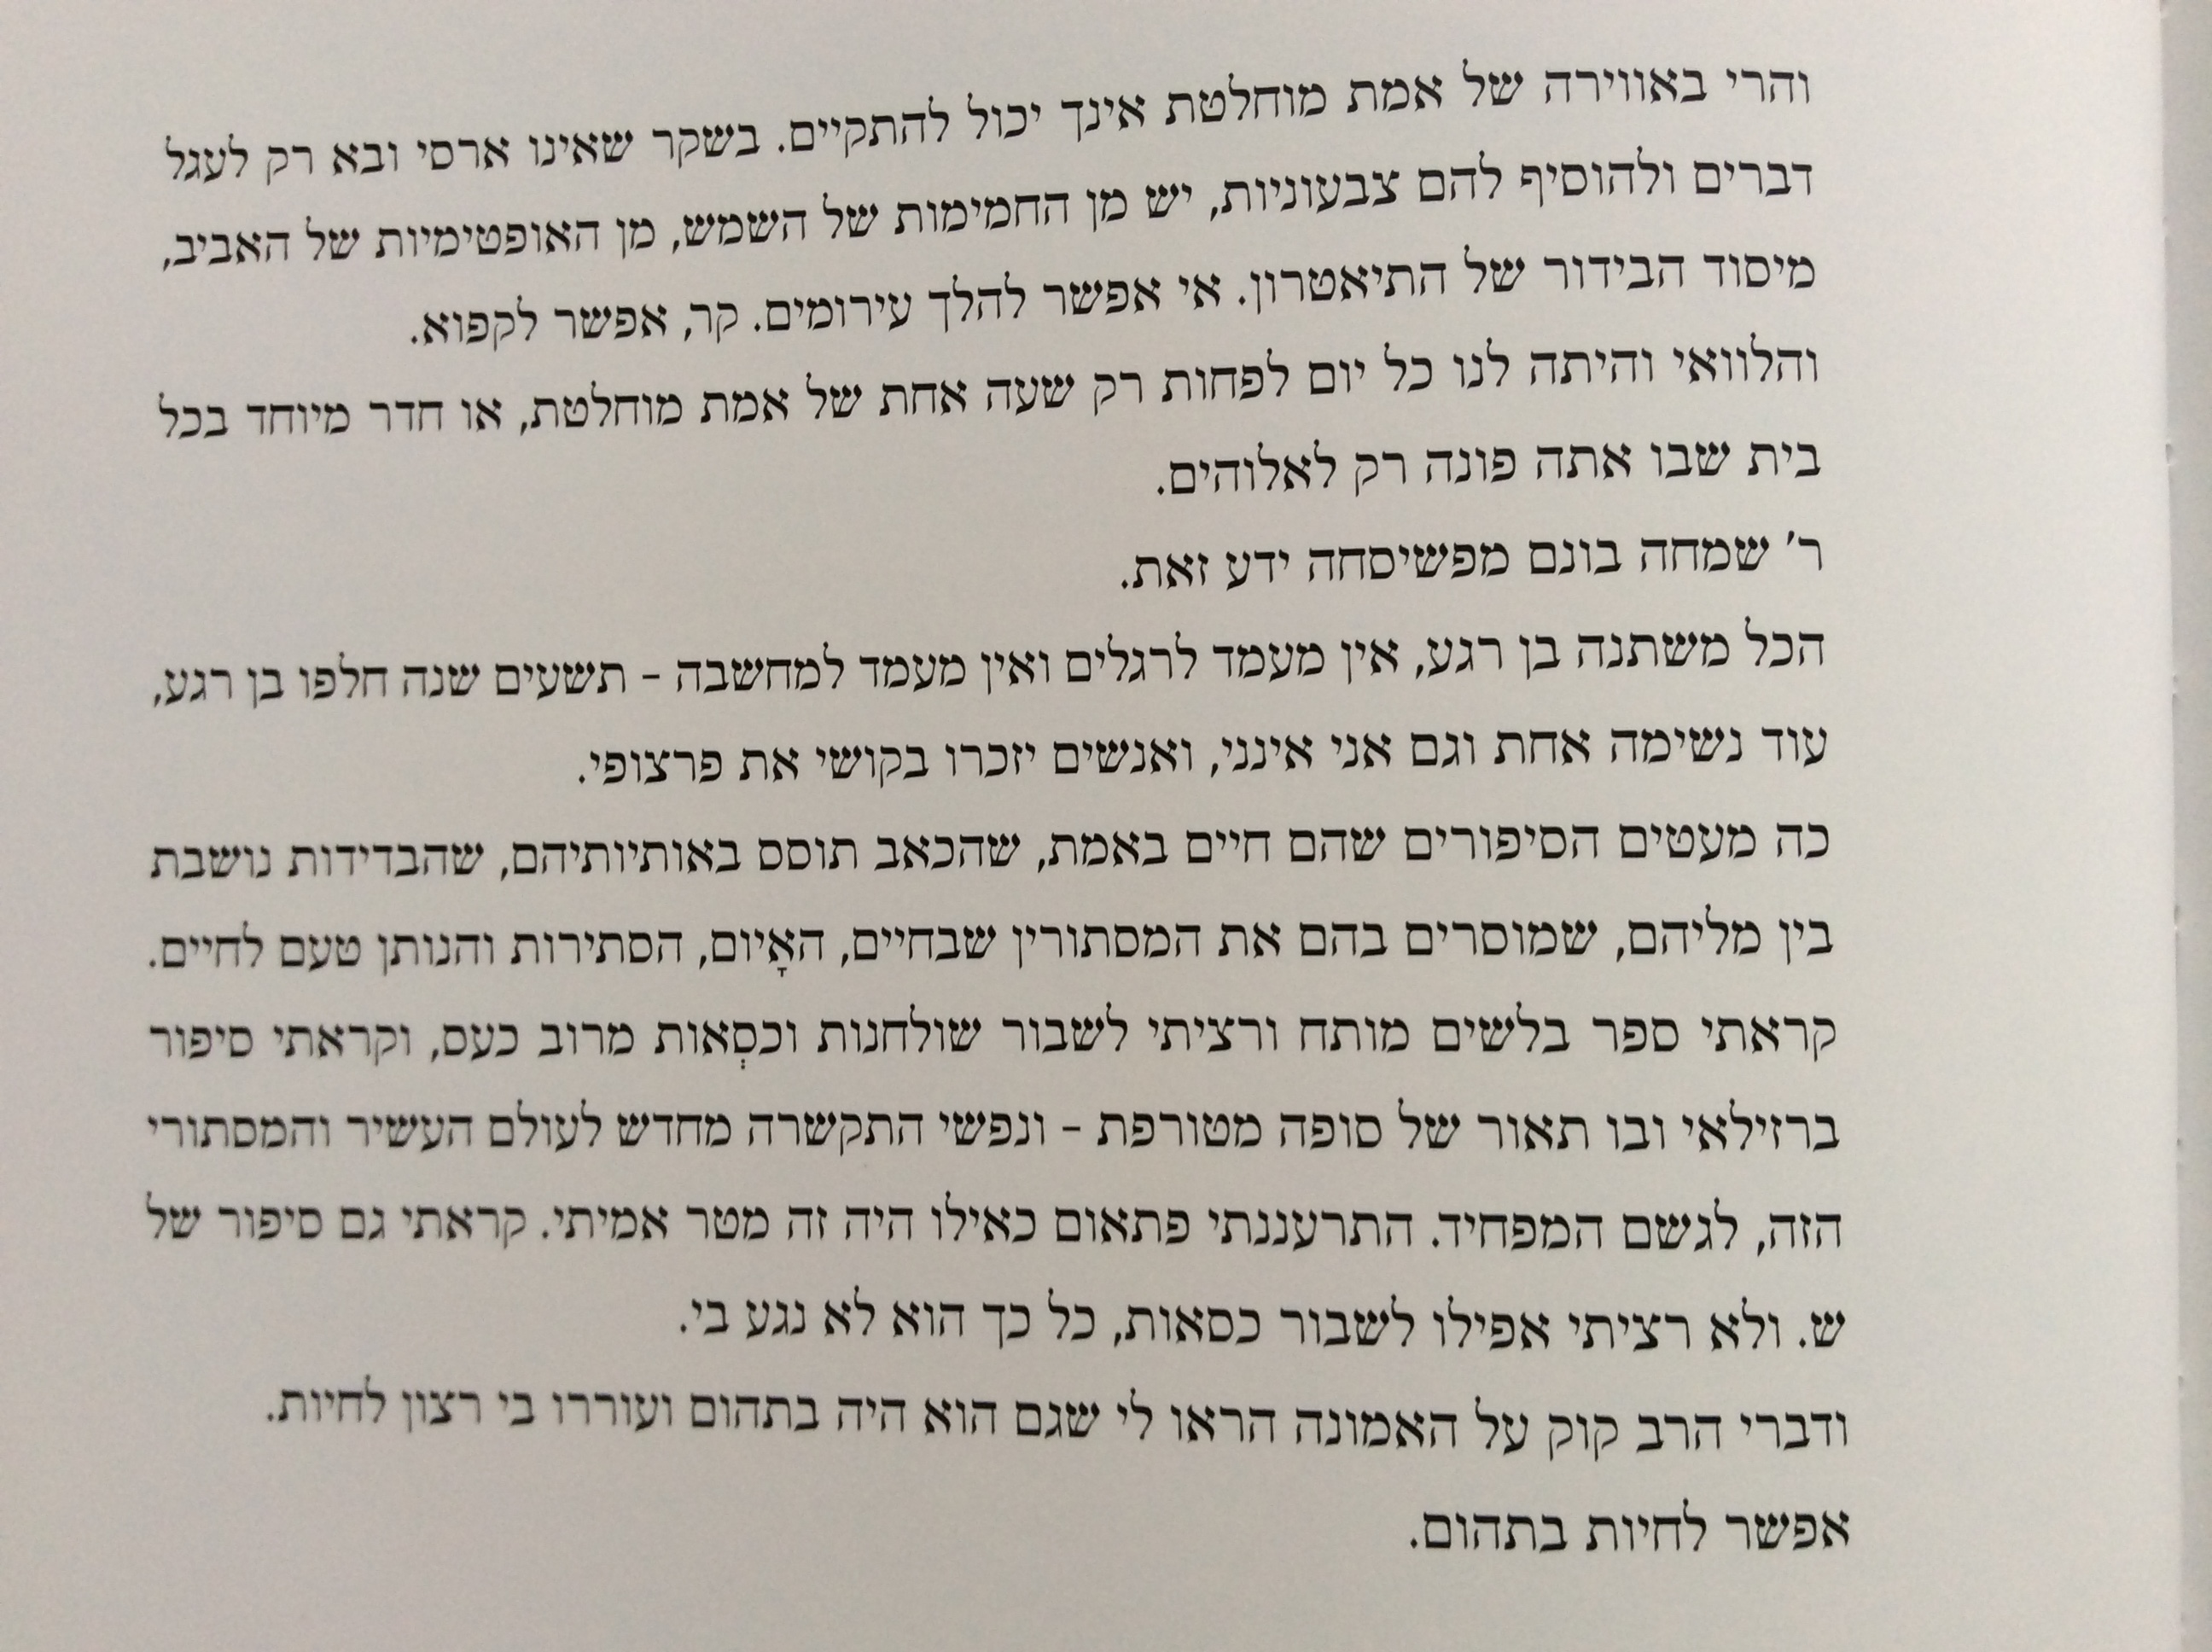 והרי באווירה של אמת מוחלטת אינך יכול להתקיים. בשקר שאינו ארסי ובא רק לעגל
דברים ולהוסיף להם צבעוניות, יש מן החמימות של השמש, מן האופטימיות של האביב,
מיסוד הבידור של התיאטרון. אי אפשר להלך עירומים. קר, אפשר לקפוא.
והלוואי והיתה לנו כל יום לפחות רק שעה אחת של אמת מוחלטת, או חדר מיוחד בכל
בית שבו אתה פונה רק לאלוהים.
ר׳ שמחה בונם מפשיסחה ידע זאת.
הכל משתנה בן רגע, אין מעמד לרגלים ואין מעמד למחשבה – תשעים שנה חלפו בן רגע,
עוד נשימה אחת וגם אני אינני, ואנשים יזכרו בקושי את פרצופי.
כה מעטים הסיפורים שהם חיים באמת, שהכאב תוסס באותיותיהם, שהבדידות נושבת
בין מליהם, שמוסרים בהם את המסתורין שבחיים, האָיום, הסתירות והנותן טעם לחיים.
קראתי ספר בלשים מותח ורציתי לשבור שולחנות וכסְאות מרוב כעס, וקראתי סיפור
ברזילאי ובו תאור של סופה מטורפת – ונפשי התקשרה מחדש לעולם העשיר והמסתורי
הזה, לגשם המפחיד. התרעננתי פתאום כאילו היה זה מטר אמיתי. קראתי גם סיפור של
ש. ולא רציתי אפילו לשבור כסאות, כל כך הוא לא נגע בי.
ודברי הרב קוק על האמונה הראו לי שגם הוא היה בתהום ועוררו בי רצון לחיות.
אפשר לחיות בתהום.